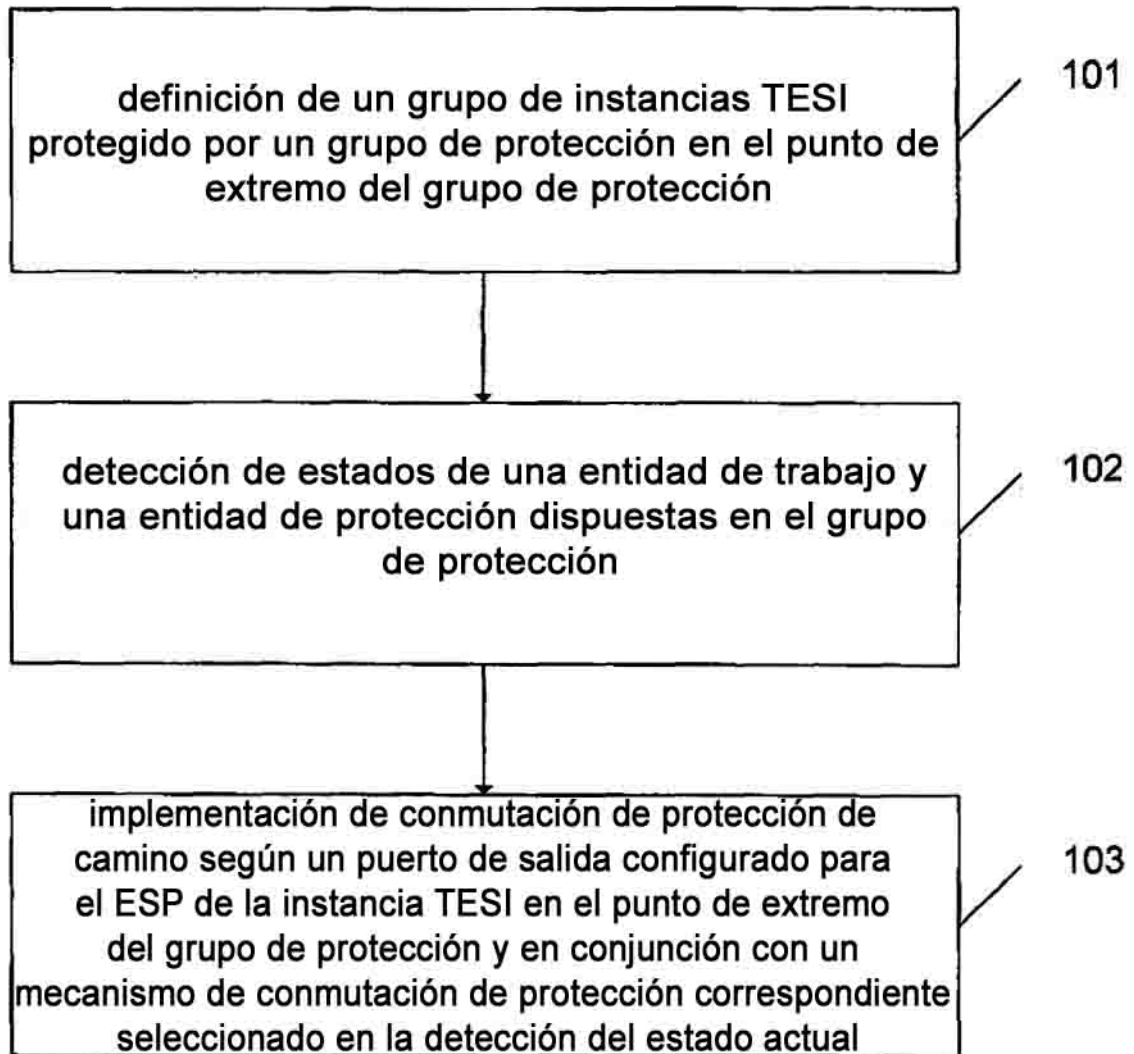 definición de un grupo de instancias TESI
protegido por un grupo de protección en el punto de
extremo del grupo de protección
101
detección de estados de una entidad de trabajo y
una entidad de protección dispuestas en el grupo
de protección
102
implementación de conmutación de protección de
camino según un puerto de salida configurado para
el ESP de la instancia TESI en el punto de extremo
del grupo de protección y en conjunción con un
mecanismo de conmutación de protección correspondiente
seleccionado en la detección del estado actual
103